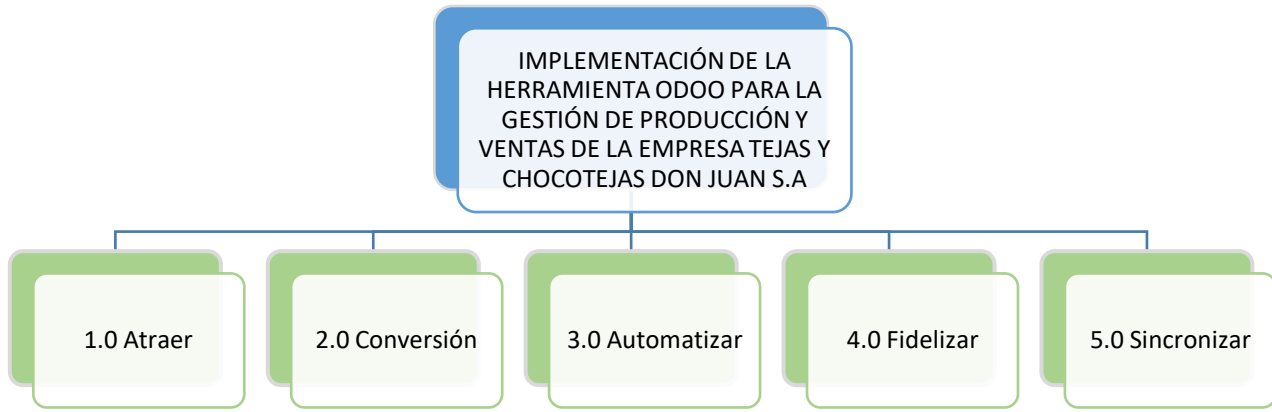 IMPLEMENTACIÓN DE LA
HERRAMIENTA ODOO PARA LA
GESTIÓN DE PRODUCCIÓN Y
VENTAS DE LA EMPRESA TEJAS Y
CHOCOTEJAS DON JUAN S.A
1.0 Atraer
2.0 Conversión
3.0 Automatizar
4.0 Fidelizar
5.0 Sincronizar